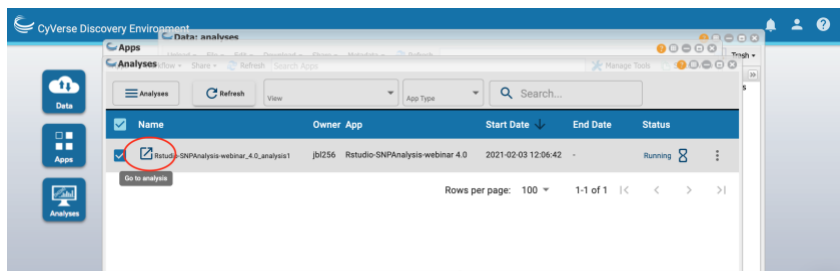 CyVerse Discovery Environment
Data: analyses
Apps
Trash
Analyses
Share
Refresh
Search Apps
Manage Tools
Data
Apps
Analyses
Analyses
Refresh
View
App Type
Search...
Name Owner App Start Date End Date Status
Rstudio-SNPAnalysis-webinar_4.0_analysis1 jbl256 Rstudio-SNPAnalysis-webinar 4.0 2021-02-03 12:06:42 - Running
Go to analysis
Rows per page: 100 1-1 of 1